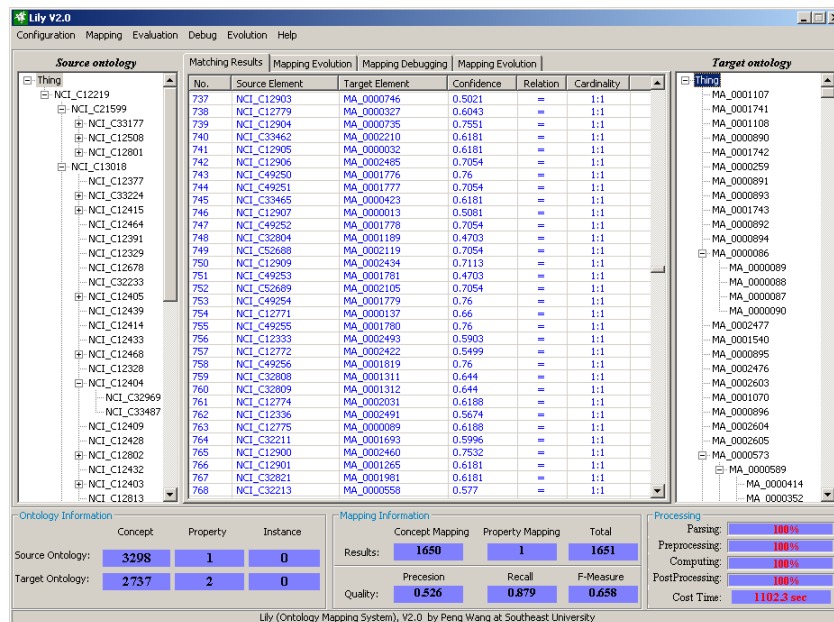 Lily V2.0
Configuration Mapping Evaluation Debug Evolution Help
Source ontology
Thing
NCI_C12219
NCI_C21599
NCI_C33177
NCI_C12508
NCI_C12801
NCI_C13018
NCI_C12377
NCI_C33224
NCI_C12415
NCI_C12464
NCI_C12391
NCI_C12329
NCI_C12678
NCI_C32233
NCI_C12405
NCI_C12439
NCI_C12414
NCI_C12433
NCI_C12468
NCI_C12328
NCI_C12404
NCI_C32969
NCI_C33487
NCI_C12409
NCI_C12428
NCI_C12802
NCI_C12432
NCI_C12403
NCI_C12813
Matching Results Mapping Evolution Mapping Debugging Mapping Evolution
No. Source Element Target Element Confidence Relation Cardinality
737 NCI_C12903 MA_0000746 0.5021 = 1:1
738 NCI_C12779 MA_0000327 0.6043 = 1:1
739 NCI_C12904 MA_0000735 0.7551 = 1:1
740 NCI_C33462 MA_0002210 0.6181 = 1:1
741 NCI_C12905 MA_0000032 0.6181 = 1:1
742 NCI_C12906 MA_0002485 0.7054 = 1:1
743 NCI_C49250 MA_0001776 0.76 = 1:1
744 NCI_C49251 MA_0001777 0.7054 = 1:1
745 NCI_C33465 MA_0000423 0.6181 = 1:1
746 NCI_C12907 MA_0000013 0.5081 = 1:1
747 NCI_C49252 MA_0001778 0.7054 = 1:1
748 NCI_C32804 MA_0001189 0.4703 = 1:1
749 NCI_C52688 MA_0002119 0.7054 = 1:1
750 NCI_C12909 MA_0002434 0.7113 = 1:1
751 NCI_C49253 MA_0001781 0.4703 = 1:1
752 NCI_C52689 MA_0002105 0.7054 = 1:1
753 NCI_C49254 MA_0001779 0.76 = 1:1
754 NCI_C12771 MA_0000137 0.66 = 1:1
755 NCI_C49255 MA_0001780 0.76 = 1:1
756 NCI_C12333 MA_0002493 0.5903 = 1:1
757 NCI_C12772 MA_0002422 0.5499 = 1:1
758 NCI_C49256 MA_0001819 0.76 = 1:1
759 NCI_C32808 MA_0001311 0.644 = 1:1
760 NCI_C32809 MA_0001312 0.644 = 1:1
761 NCI_C12774 MA_0002031 0.6188 = 1:1
762 NCI_C12336 MA_0002491 0.5674 = 1:1
763 NCI_C12775 MA_0000089 0.6188 = 1:1
764 NCI_C32211 MA_0001693 0.5996 = 1:1
765 NCI_C12900 MA_0002460 0.7532 = 1:1
766 NCI_C12901 MA_0001265 0.6181 = 1:1
767 NCI_C32821 MA_0001981 0.6181 = 1:1
768 NCI_C32213 MA_0000558 0.577 = 1:1
Target ontology
Thing
MA_0001107
MA_0001741
MA_0001108
MA_0000890
MA_0001742
MA_0000259
MA_0000891
MA_0000893
MA_0001743
MA_0000892
MA_0000894
MA_0000086
MA_0000089
MA_0000088
MA_0000087
MA_0000090
MA_0002477
MA_0001540
MA_0000895
MA_0002476
MA_0002603
MA_0001070
MA_0000896
MA_0002604
MA_0002605
MA_0000573
MA_0000589
MA_0000414
MA_0000352
Ontology Information
Concept Property Instance
Source Ontology: 3298 1 0
Target Ontology: 2737 2 0
Mapping Information
Concept Mapping Property Mapping Total
Results: 1650 1 1651
Precesion Recall F-Measure
Quality: 0.526 0.879 0.658
Processing
Parsing: 100%
Preprocessing: 100%
Computing: 100%
PostProcessing: 100%
Cost Time: 1102.3 sec
Lily (Ontology Mapping System), V2.0 by Peng Wang at Southeast University